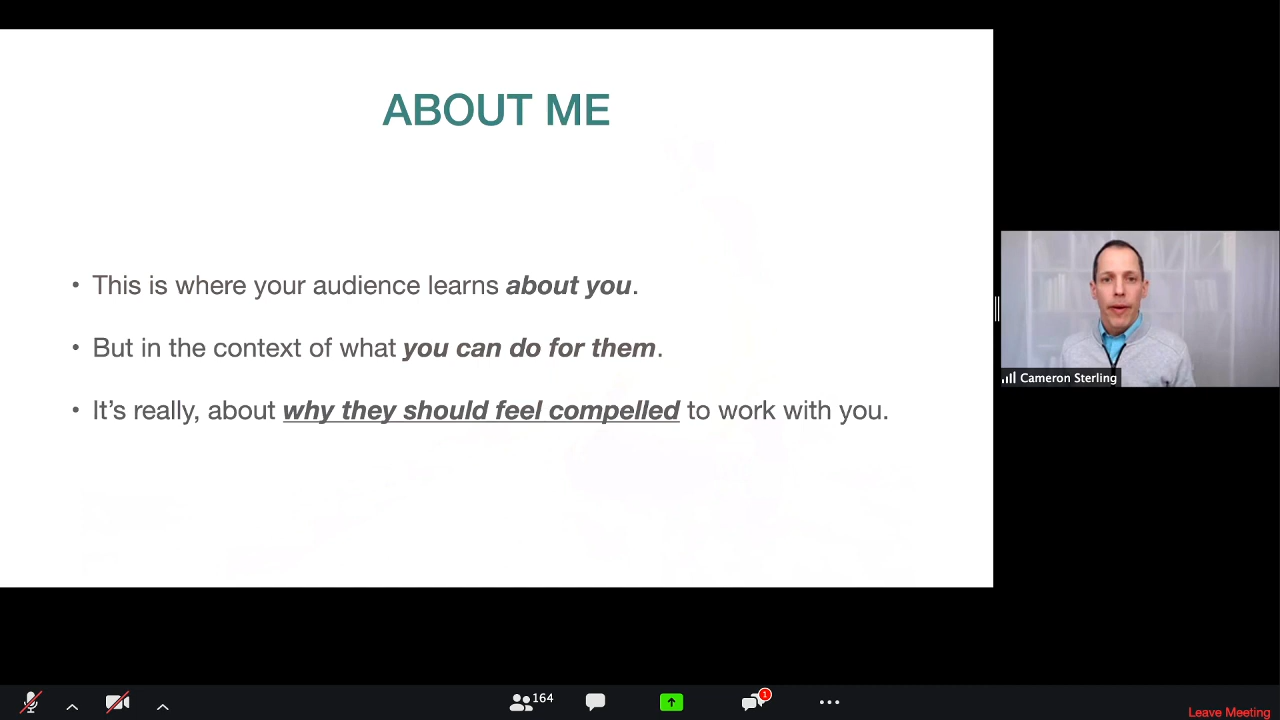 ABOUT ME
• This is where your audience learns about you.
• But in the context of what you can do for them.
• It’s really, about why they should feel compelled to work with you.
Cameron Sterling
164
1
Leave Meeting